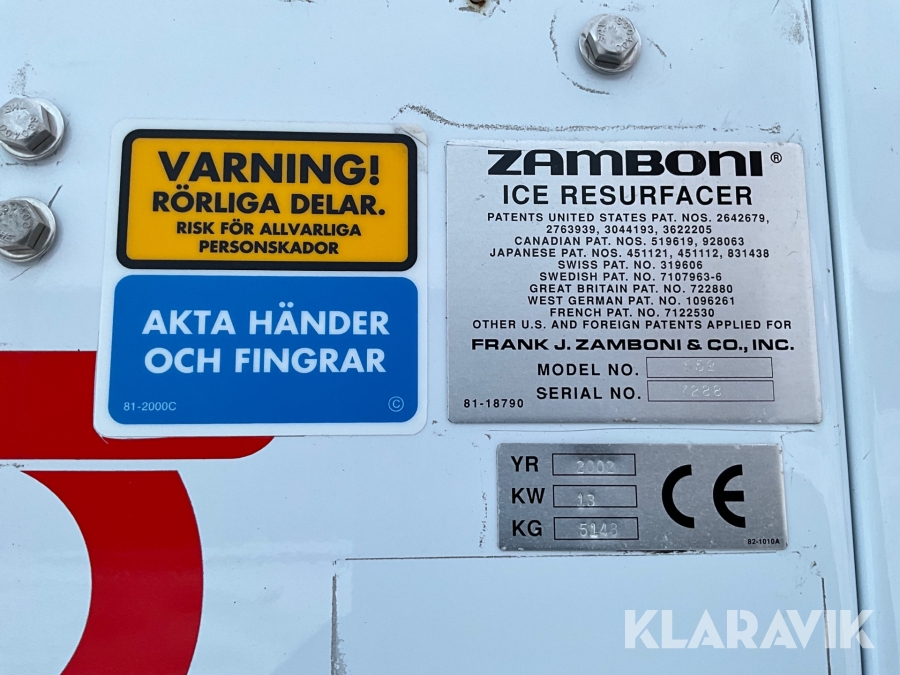 VARNING!
RÖRLIGA DELAR.
RISK FÖR ALLVARLIGA
PERSONSKADOR
AKTA HÄNDER
OCH FINGRAR
81-2000C ©
ZAMBONI ®
ICE RESURFACER
PATENTS UNITED STATES PAT. NOS. 2642679,
2763939, 3044193, 3622205
CANADIAN PAT. NOS. 519619, 928063
JAPANESE PAT. NOS. 451121, 451112, 831438
SWISS PAT. NO. 319606
SWEDISH PAT. NO. 7107963-6
GREAT BRITAIN PAT. NO. 722880
WEST GERMAN PAT. NO. 1096261
FRENCH PAT. NO. 7122530
OTHER U.S. AND FOREIGN PATENTS APPLIED FOR
FRANK J. ZAMBONI & CO., INC.
MODEL NO.
81-18790 SERIAL NO. 7288
YR 2002
KW 13
KG 5148
CE
82-1010A
KLARAVIK